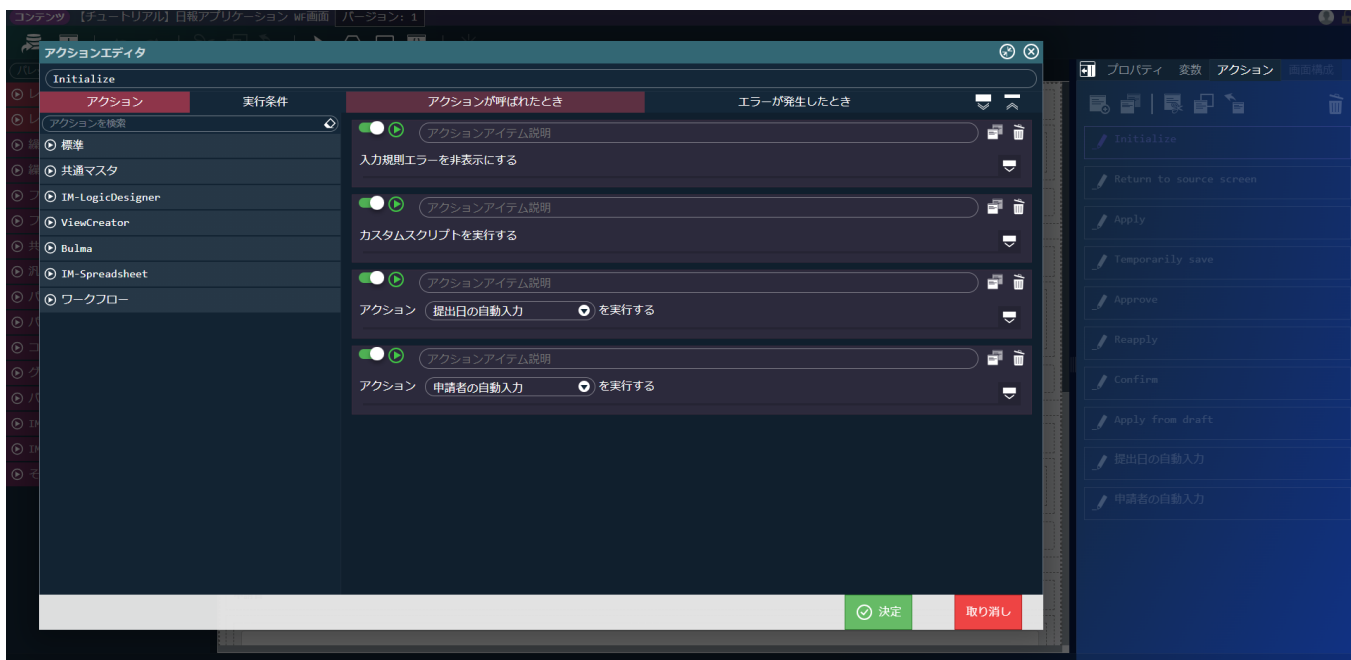 コンテンツ 【チュートリアル】日報アプリケーション WF画面 バージョン: 1
アクションエディタ
Initialize
アクション 実行条件 アクションが呼ばれたとき エラーが発生したとき
アクションを検索
標準
共通マスタ
IM-LogicDesigner
ViewCreator
Bulma
IM-Spreadsheet
ワークフロー
アクションアイテム説明
入力規則エラーを非表示にする
アクションアイテム説明
カスタムスクリプトを実行する
アクションアイテム説明
アクション 提出日の自動入力 を実行する
アクションアイテム説明
アクション 申請者の自動入力 を実行する
決定 取り消し
プロパティ 変数 アクション 画面構成
Initialize
Return to source screen
Apply
Temporarily save
Approve
Reapply
Confirm
Apply from draft
提出日の自動入力
申請者の自動入力